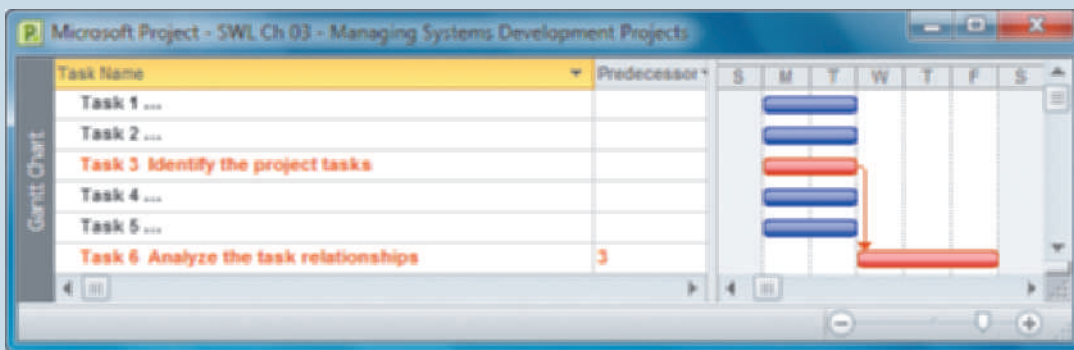 Microsoft Project - SWL Ch 03 - Managing Systems Development Projects
Task Name Predecessor S M T W T F S
Task 1 ...
Task 2 ...
Task 3 Identify the project tasks
Task 4 ...
Task 5 ...
Task 6 Analyze the task relationships 3
Gantt Chart